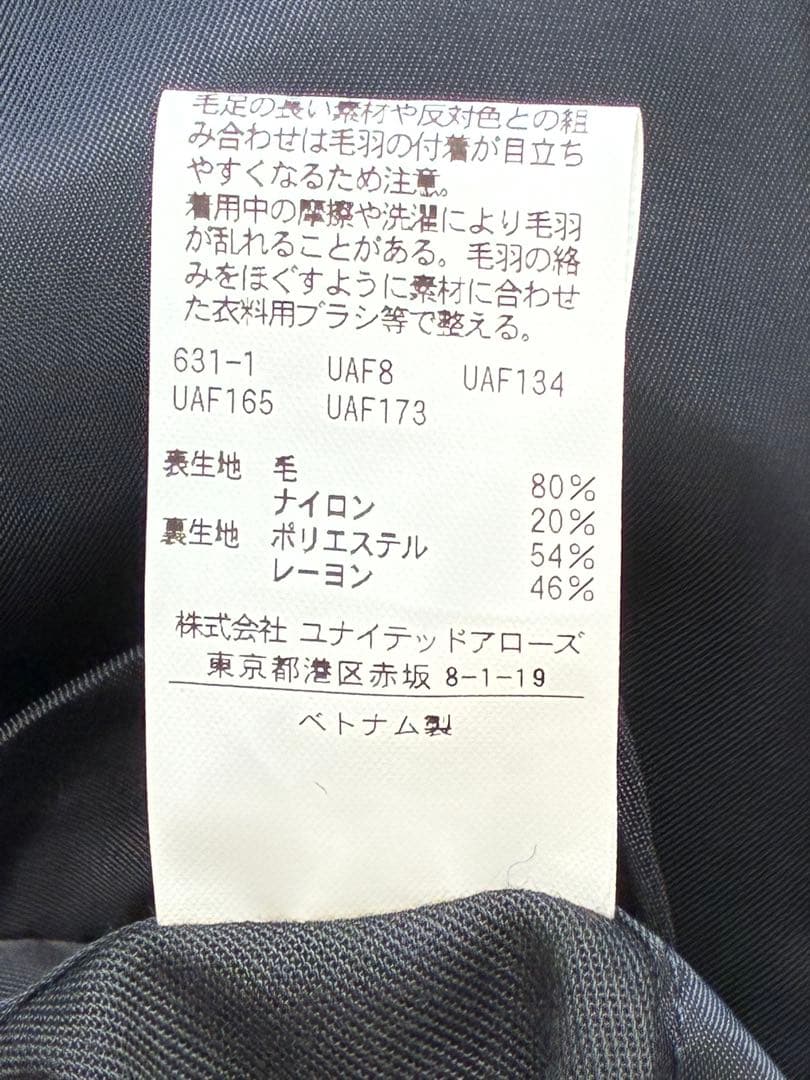 毛足の長い素材や反対色との組
み合わせは毛羽の付着が目立ち
やすくなるため注意。
着用中の摩擦や洗濯により毛羽
が乱れることがある。毛羽の絡
みをほぐすように素材に合わせ
た衣料用ブラシ等で整える。
631-1 UAF8 UAF134
UAF165 UAF173
表生地 毛 80%
ナイロン 20%
裏生地 ポリエステル 54%
レーヨン 46%
株式会社 ユナイテッドアローズ
東京都港区赤坂 8-1-19
ベトナム製